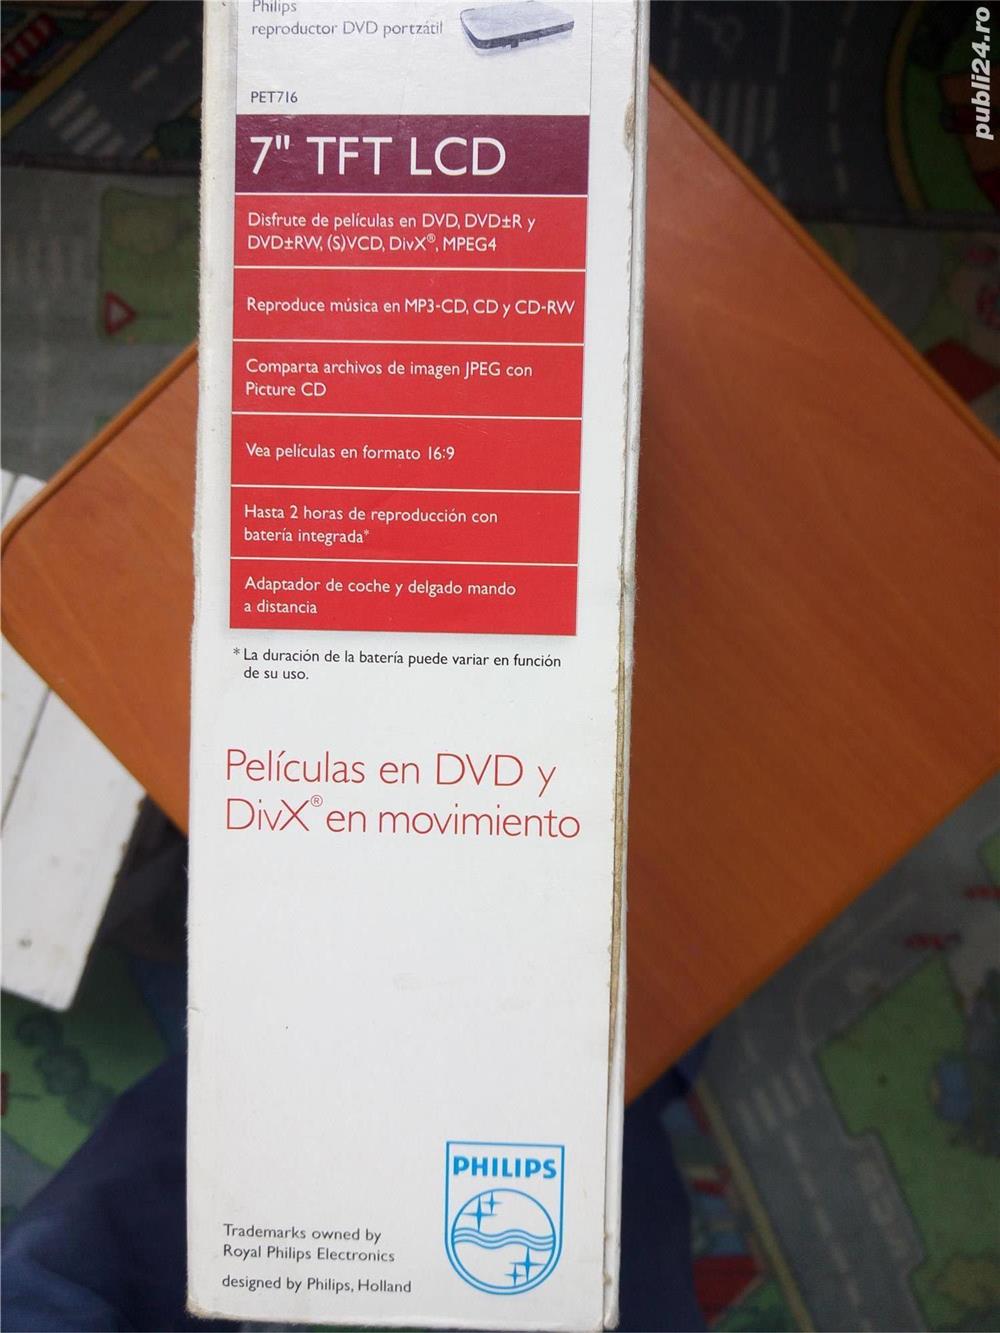 Philips
reproductor DVD portzátil
PET716
7" TFT LCD
Disfrute de películas en DVD, DVD±R y
DVD±RW, (S)VCD, DivX®, MPEG4
Reproduce música en MP3-CD, CD y CD-RW
Comparta archivos de imagen JPEG con
Picture CD
Vea películas en formato 16:9
Hasta 2 horas de reproducción con
batería integrada*
Adaptador de coche y delgado mando
a distancia
* La duración de la batería puede variar en función
de su uso.
Películas en DVD y
DivX® en movimiento
PHILIPS
Trademarks owned by
Royal Philips Electronics
designed by Philips, Holland
publi24.ro